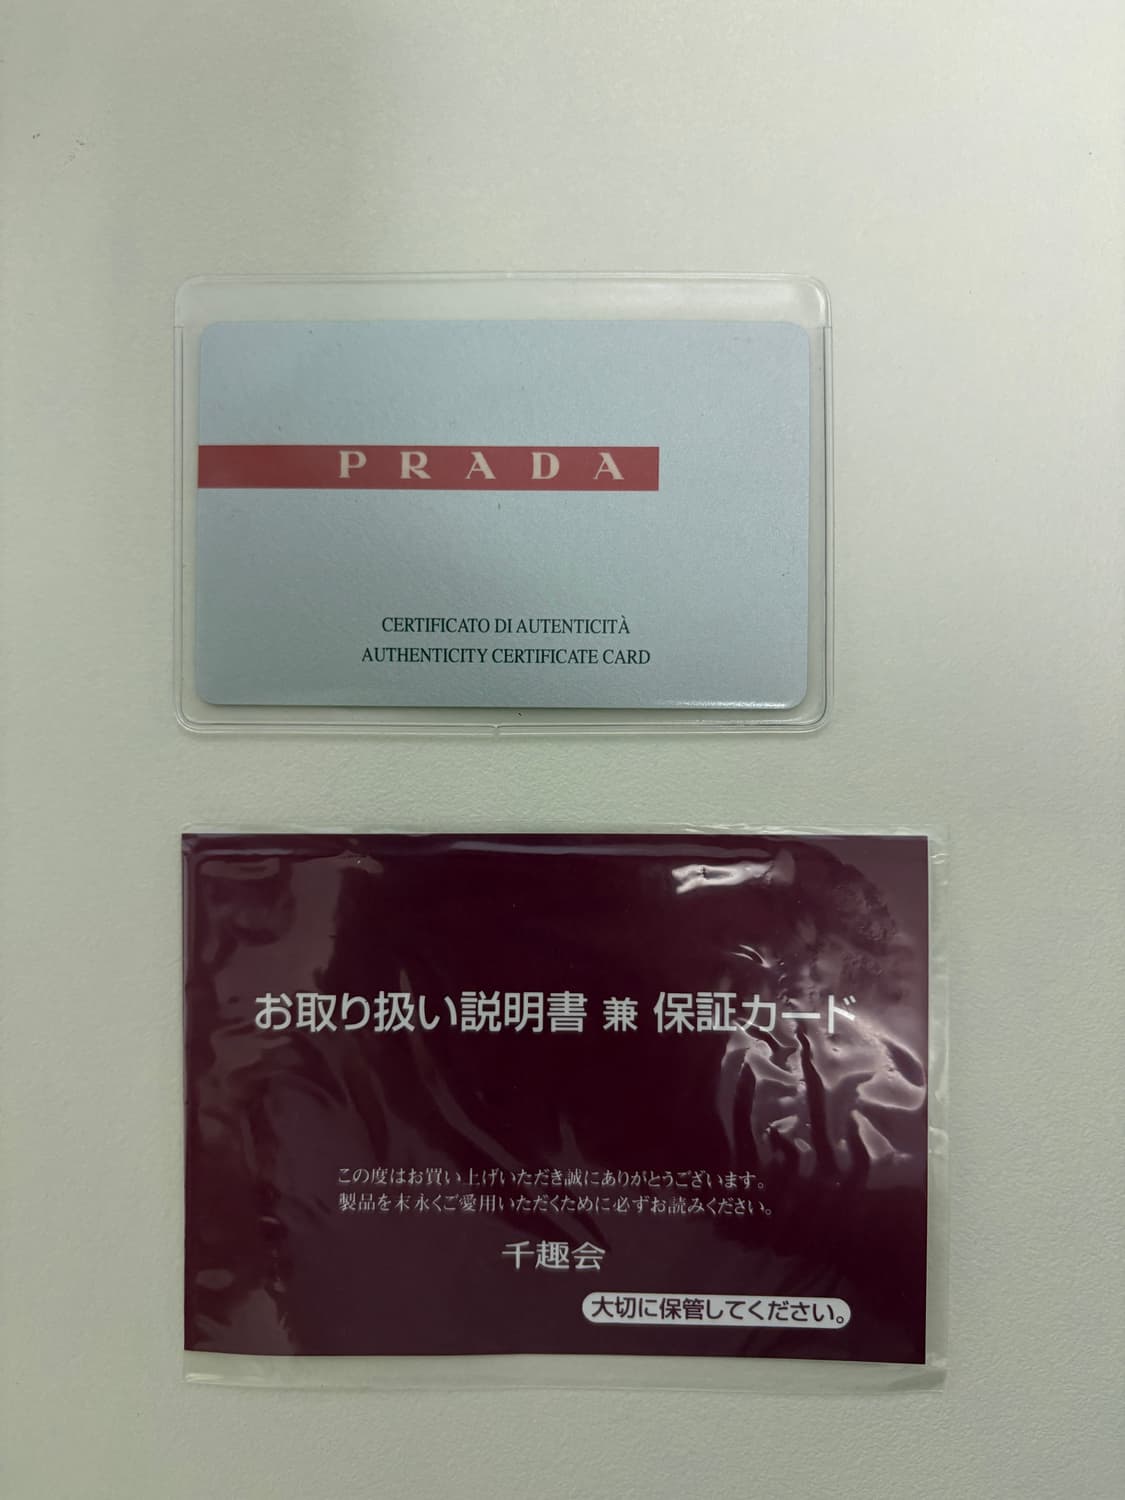 PRADA
CERTIFICATO DI AUTENTICITÀ
AUTHENTICITY CERTIFICATE CARD
お取り扱い説明書 兼 保証カード
この度はお買い上げいただき誠にありがとうございます。
製品を末永くご愛用いただくために必ずお読みください。
千趣会
大切に保管してください。